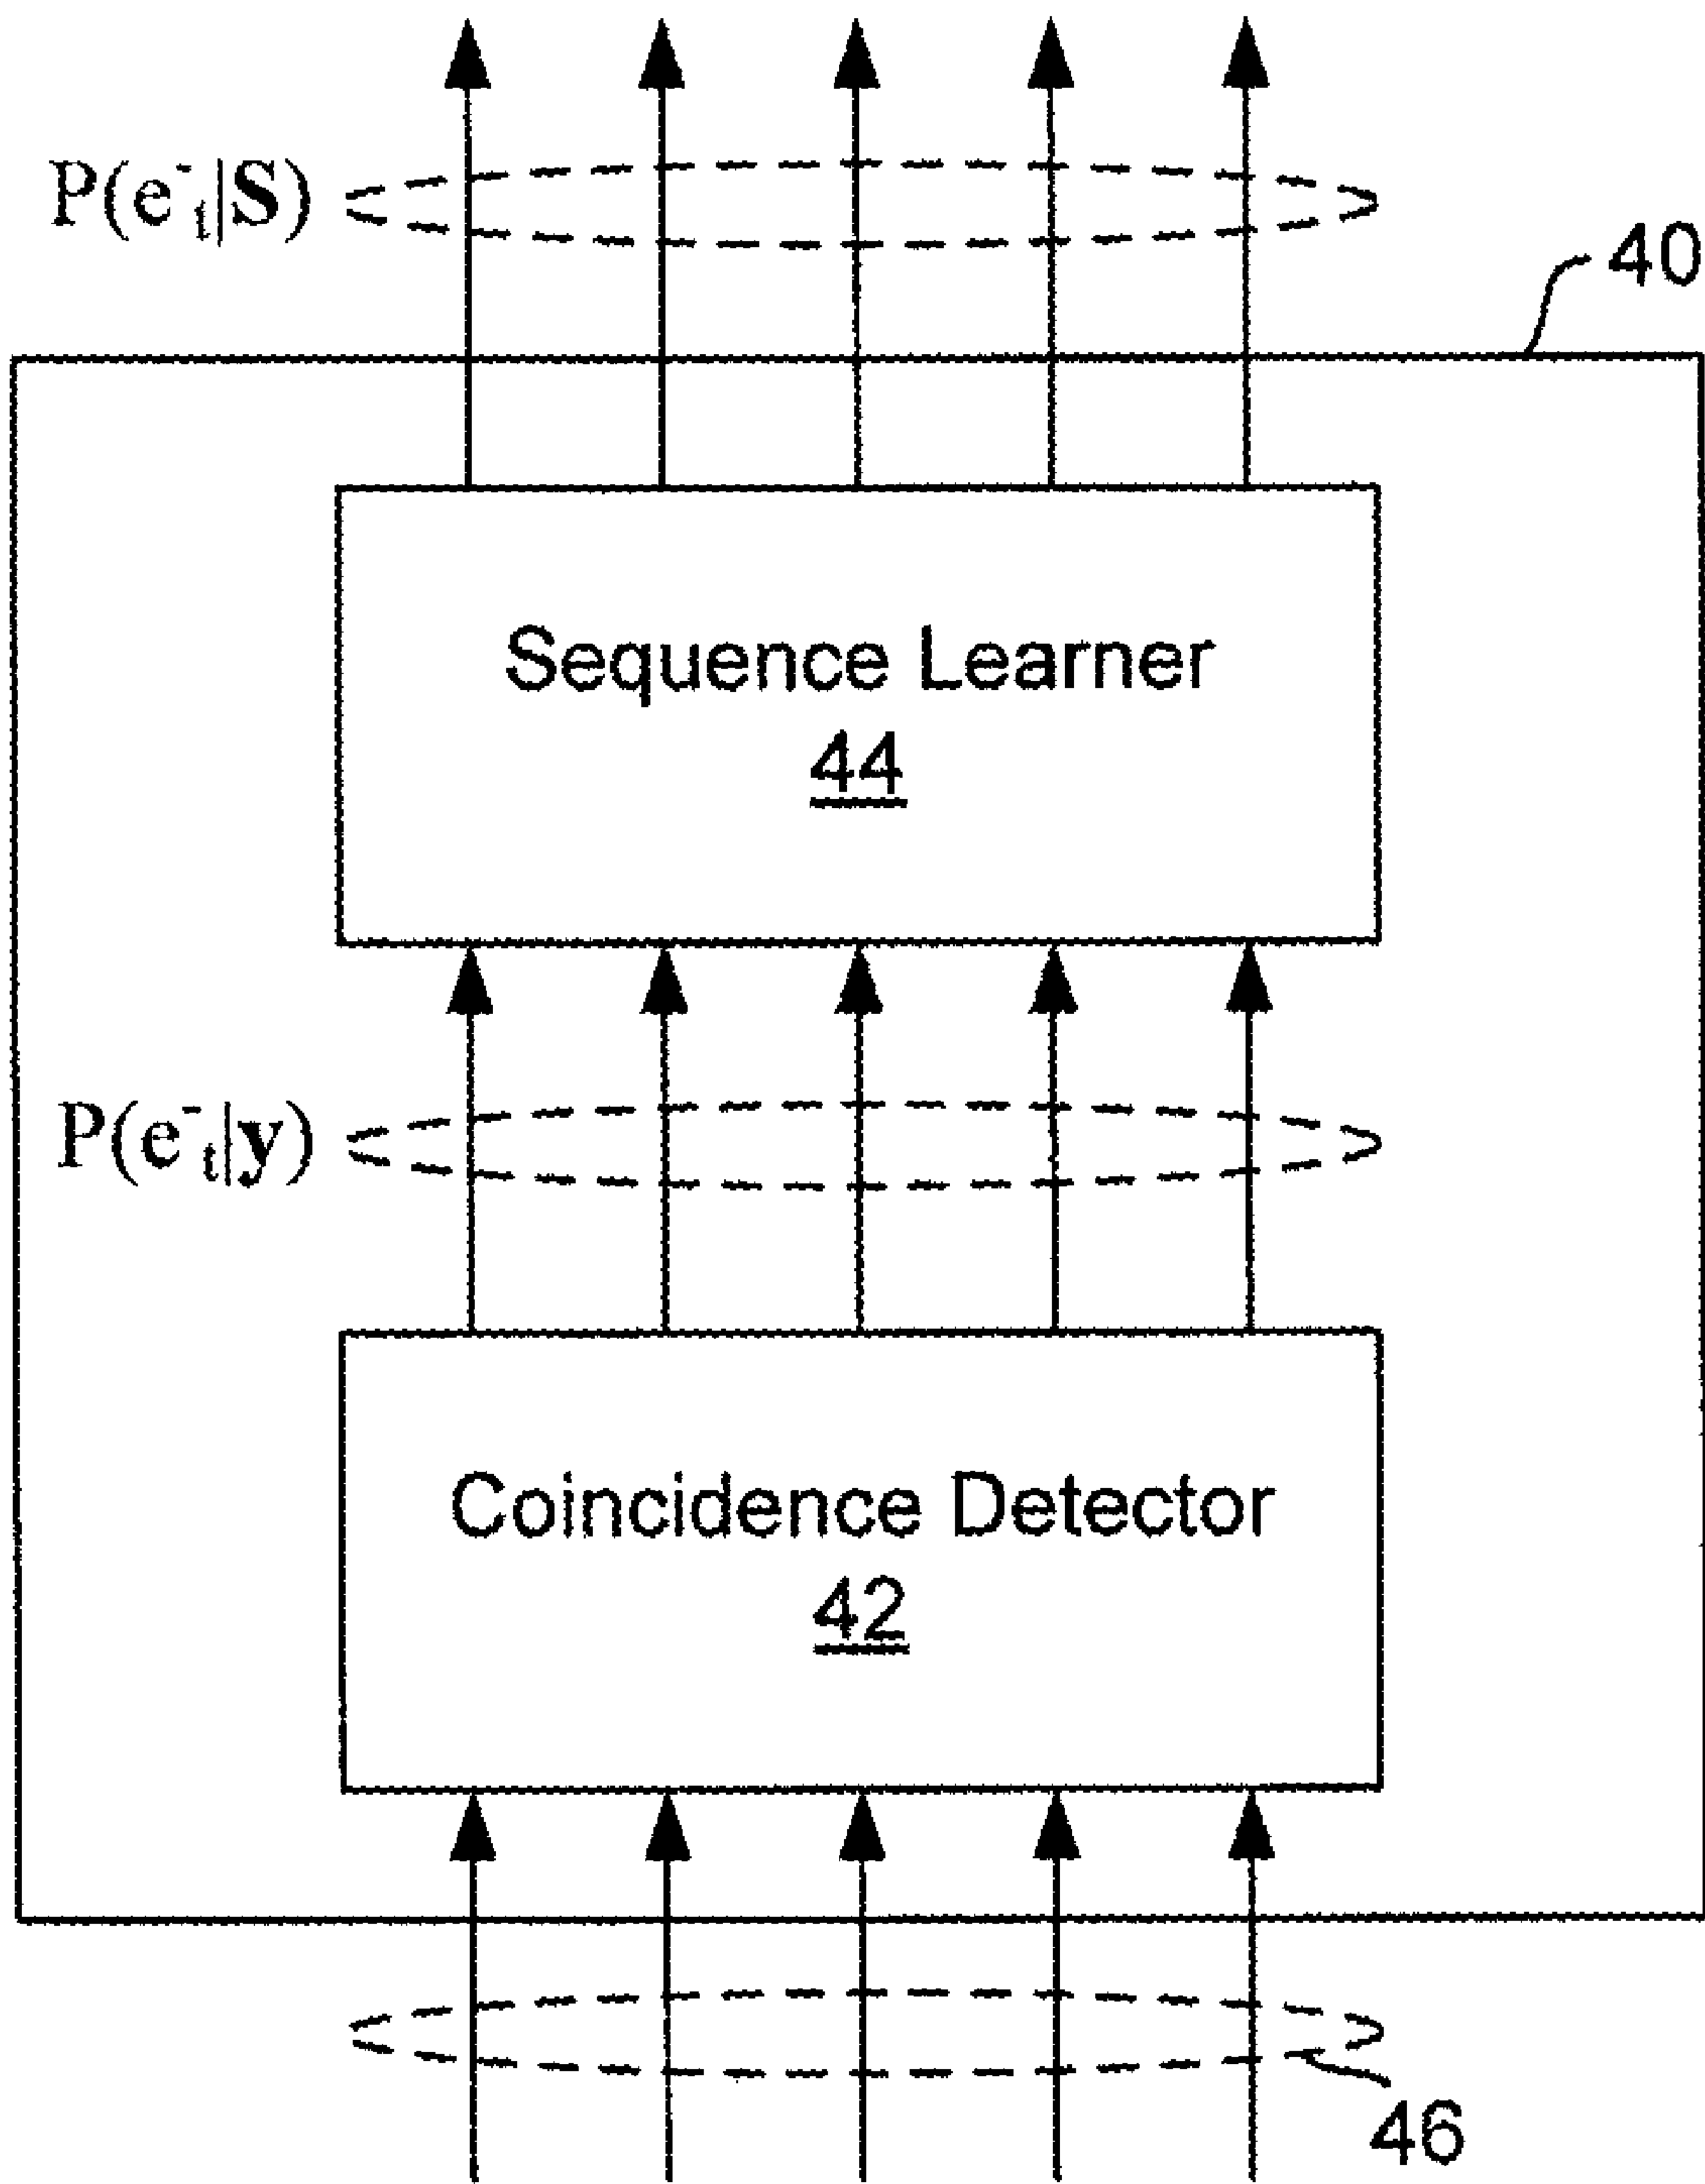 P(e⁻ₜ|S)
40
Sequence Learner
44
P(e⁻ₜ|y)
Coincidence Detector
42
46